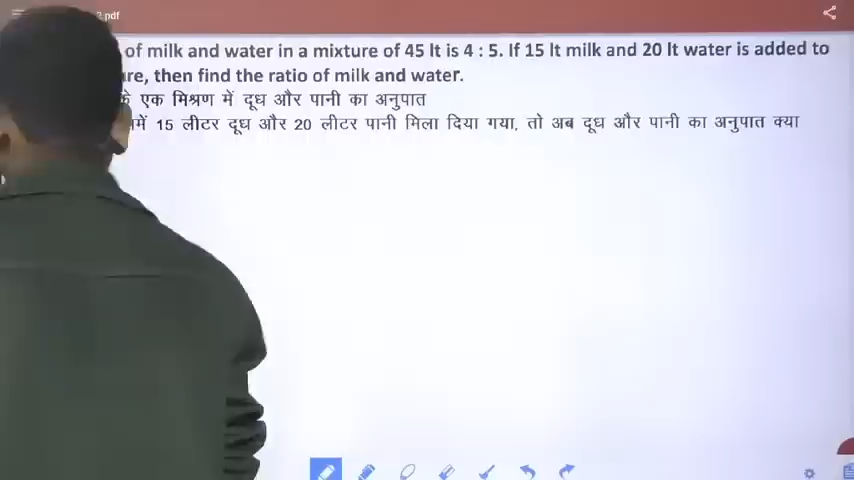 .pdf
of milk and water in a mixture of 45 lt is 4 : 5. If 15 lt milk and 20 lt water is added to
then find the ratio of milk and water.
एक मिश्रण में दूध और पानी का अनुपात
में 15 लीटर दूध और 20 लीटर पानी मिला दिया गया, तो अब दूध और पानी का अनुपात क्या